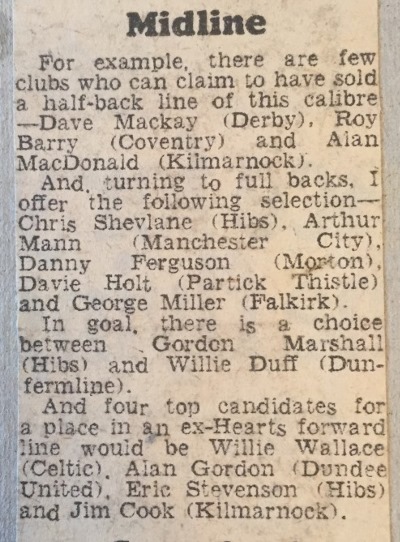 Midline
For example, there are few
clubs who can claim to have sold
a half-back line of this calibre
—Dave Mackay (Derby), Roy
Barry (Coventry) and Alan
MacDonald (Kilmarnock).
And, turning to full backs, I
offer the following selection—
Chris Shevlane (Hibs), Arthur
Mann (Manchester City),
Danny Ferguson (Morton),
Davie Holt (Partick Thistle)
and George Miller (Falkirk).
In goal, there is a choice
between Gordon Marshall
(Hibs) and Willie Duff (Dun-
fermline).
And four top candidates for
a place in an ex-Hearts forward
line would be Willie Wallace
(Celtic), Alan Gordon (Dundee
United), Eric Stevenson (Hibs)
and Jim Cook (Kilmarnock).